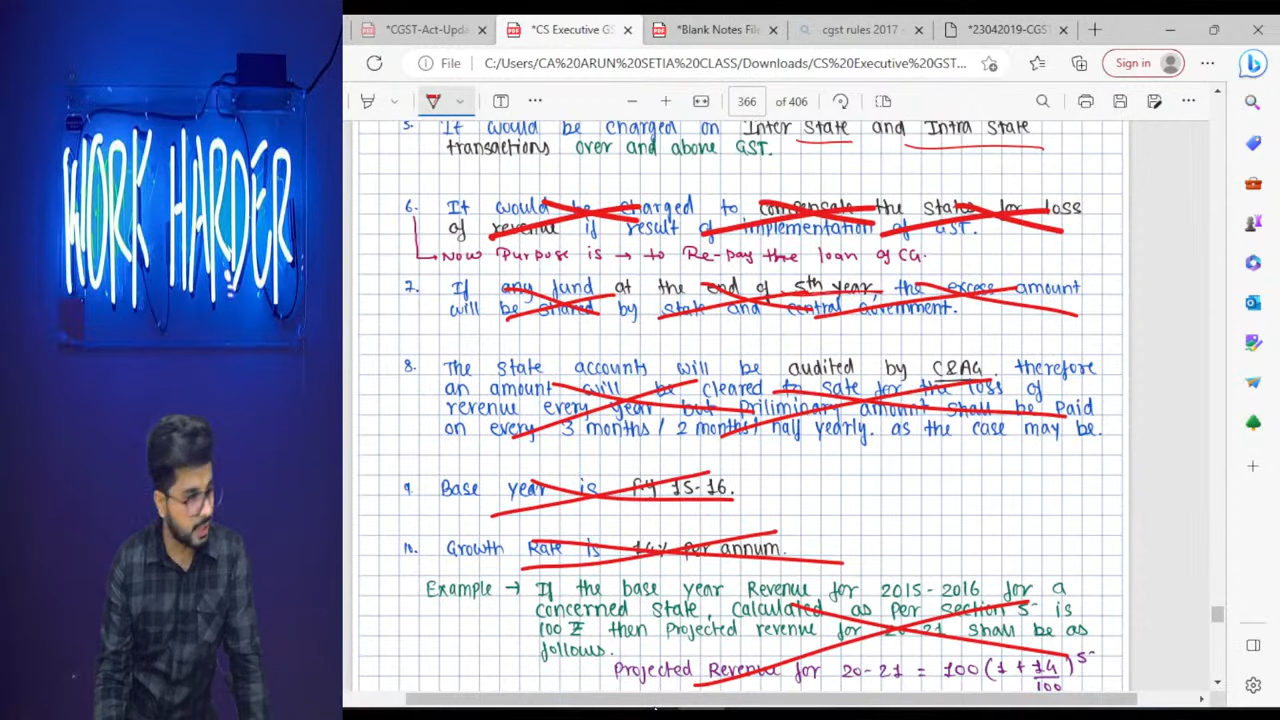 WORK HARDER
*CGST-Act-Upda
*CS Executive GS
*Blank Notes File
cgst rules 2017 -
*23042019-CGST
File
C:/Users/CA%20ARUN%20SETIA%20CLASS/Downloads/CS%20Executive%20GST...
Sign in
366 of 406
5. It would be charged on Inter State and Intra State
transactions over and above GST.
6. It would be charged to compensate the states for loss
of revenue if result of implementation of GST.
Now Purpose is → to Re-pay the loan of CG.
7. If any fund at the end of 5th year, the excess amount
will be shared by state and central government.
8. The state accounts will be audited by C&AG. therefore
an amount will be cleared to sate for the loss of
revenue every year but priliminary amount shall be paid
on every 3 months / 2 months / half yearly. as the case may be.
9. Base year is F.Y 15-16.
10. Growth Rate is 14% per annum.
Example → If the base year Revenue for 2015-2016 for a
concerned State, calculated as per section 5 is
100 then Projected revenue for 20-21 shall be as
follows.
Projected Revenue for 20-21 = 100 (1 + 14/100)^5